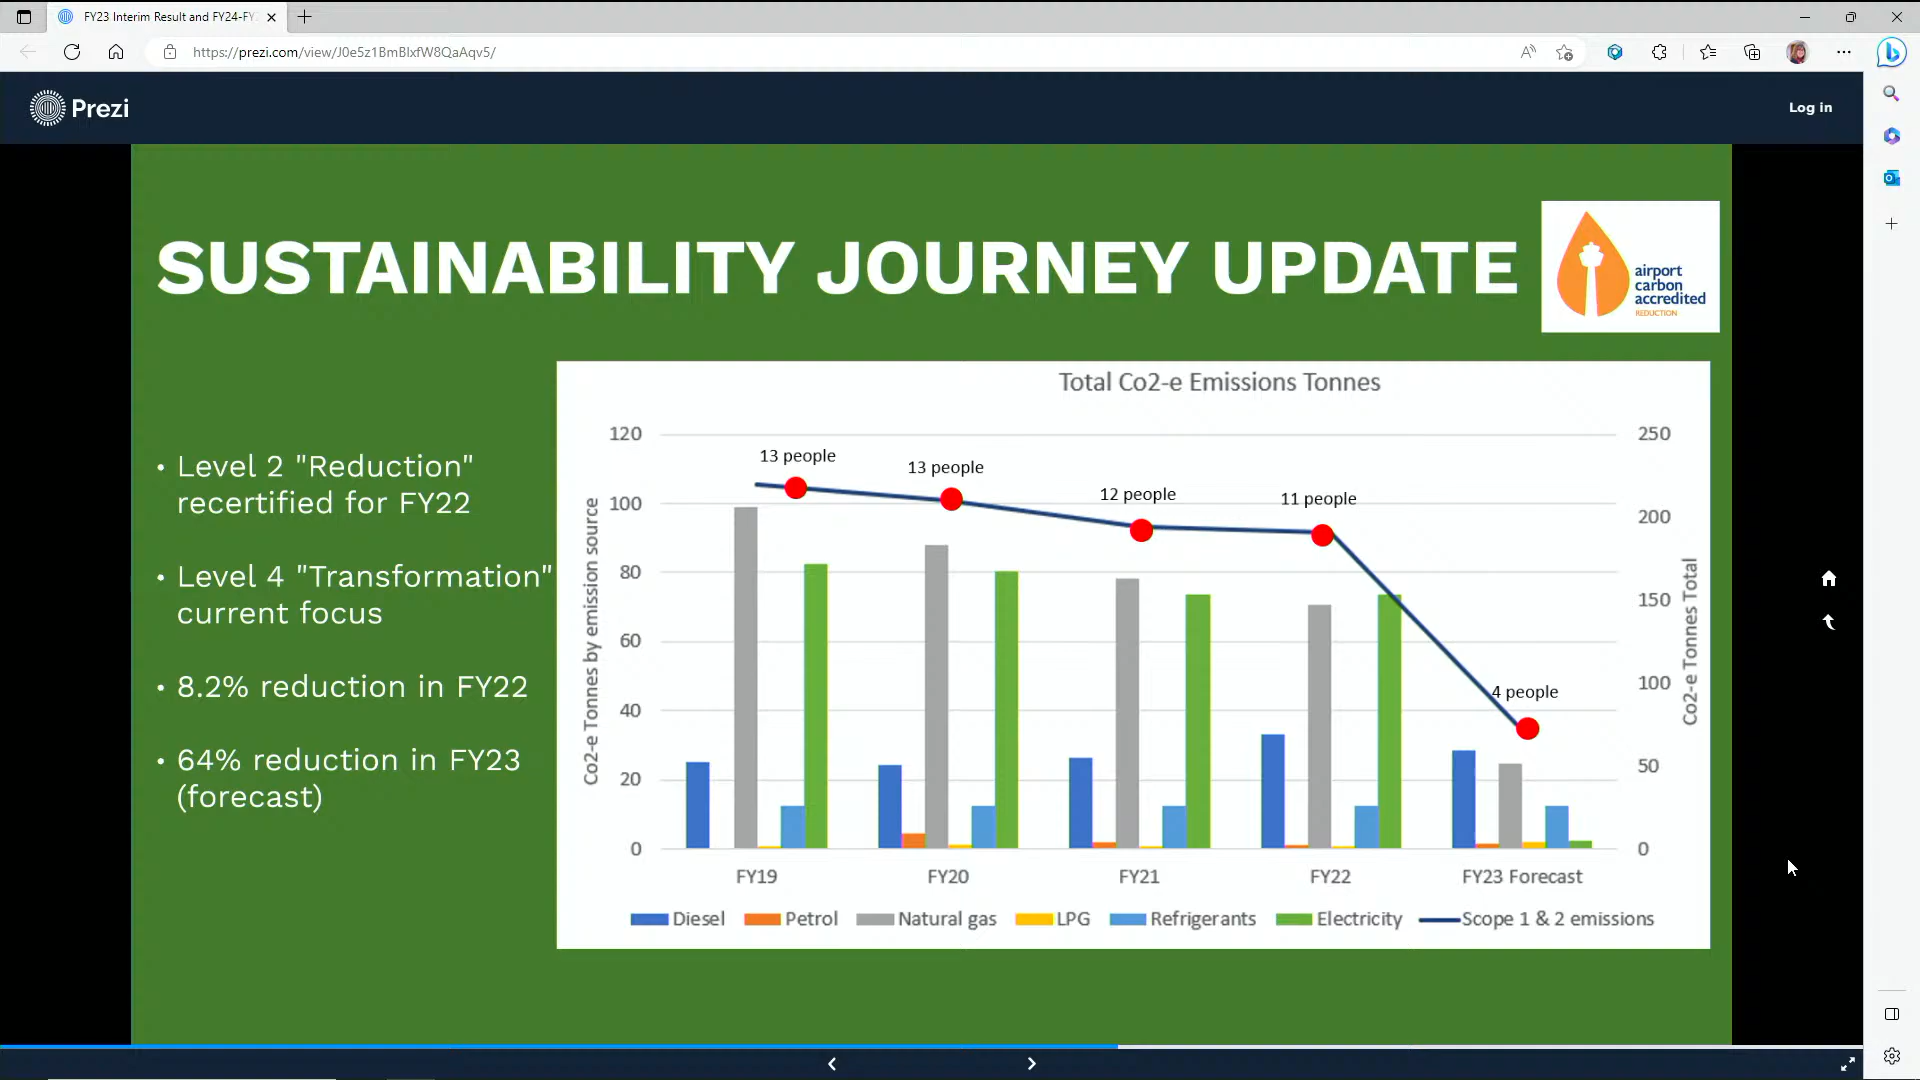 FY23 Interim Result and FY24-FY
https://prezi.com/view/J0e5z1BmBlxfW8QaAqv5/
Prezi
Log in
SUSTAINABILITY JOURNEY UPDATE
airport
carbon
accredited
REDUCTION
• Level 2 "Reduction"
recertified for FY22
• Level 4 "Transformation"
current focus
• 8.2% reduction in FY22
• 64% reduction in FY23
(forecast)
Total Co2-e Emissions Tonnes
120
100
80
60
40
20
0
Co2-e Tonnes by emission source
13 people
13 people
12 people
11 people
4 people
250
200
150
100
50
0
Co2-e Tonnes Total
FY19 FY20 FY21 FY22 FY23 Forecast
Diesel Petrol Natural gas LPG Refrigerants Electricity Scope 1 & 2 emissions